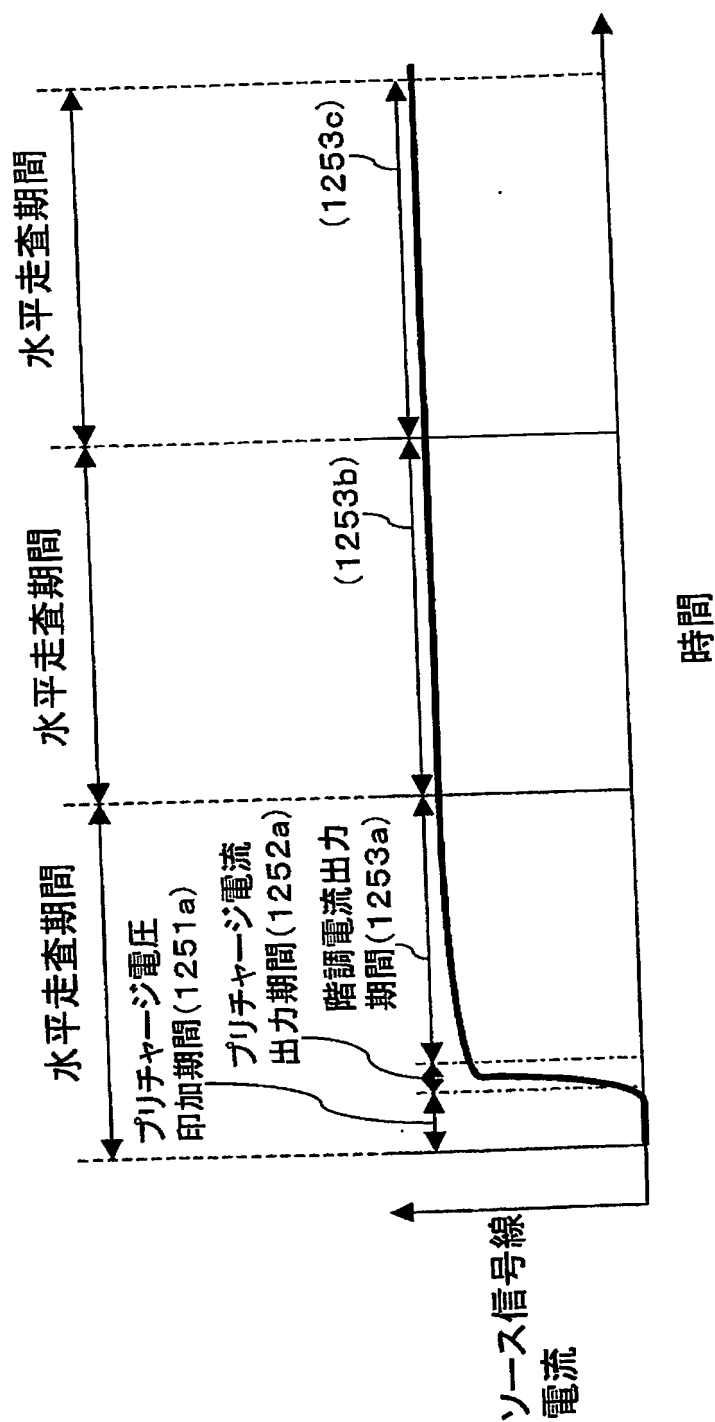 水平走査期間
水平走査期間
水平走査期間
プリチャージ電圧
印加期間(1251a)
プリチャージ電流
出力期間(1252a)
階調電流出力
期間(1253a)
(1253b)
(1253c)
ソース信号線
電流
時間